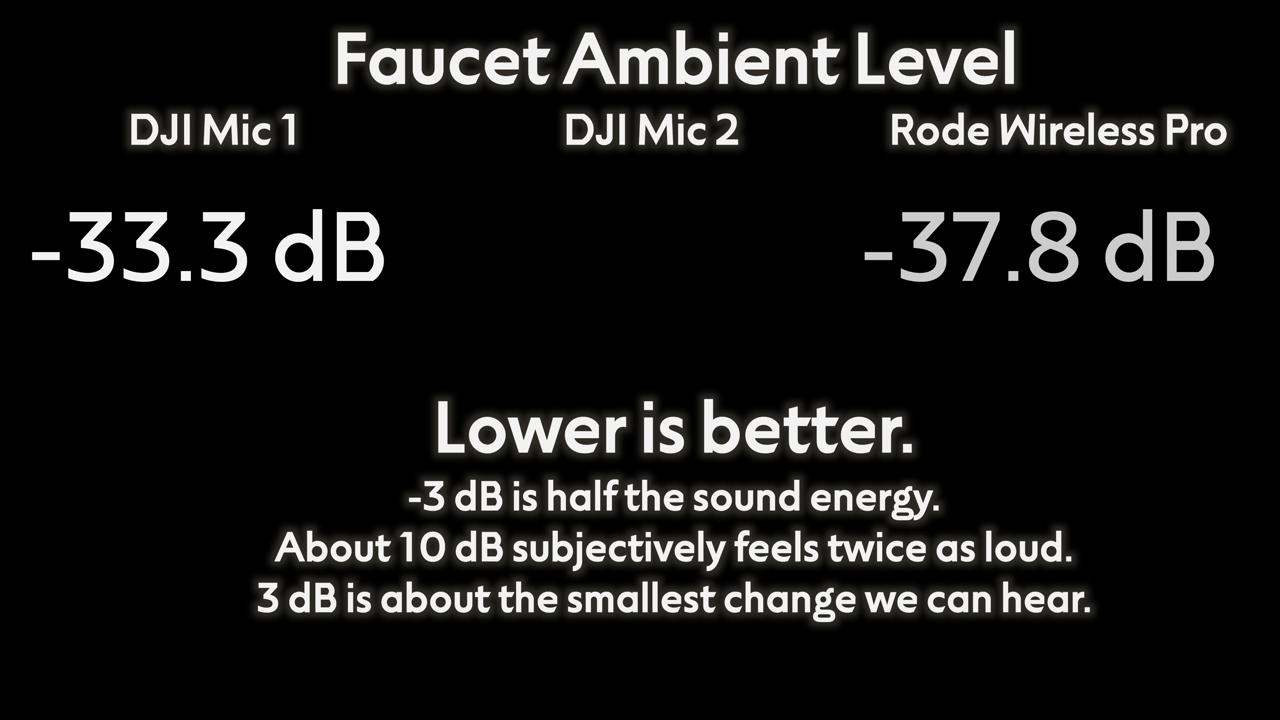 Faucet Ambient Level
DJI Mic 1 DJI Mic 2 Rode Wireless Pro
-33.3 dB -37.8 dB
Lower is better.
-3 dB is half the sound energy.
About 10 dB subjectively feels twice as loud.
3 dB is about the smallest change we can hear.